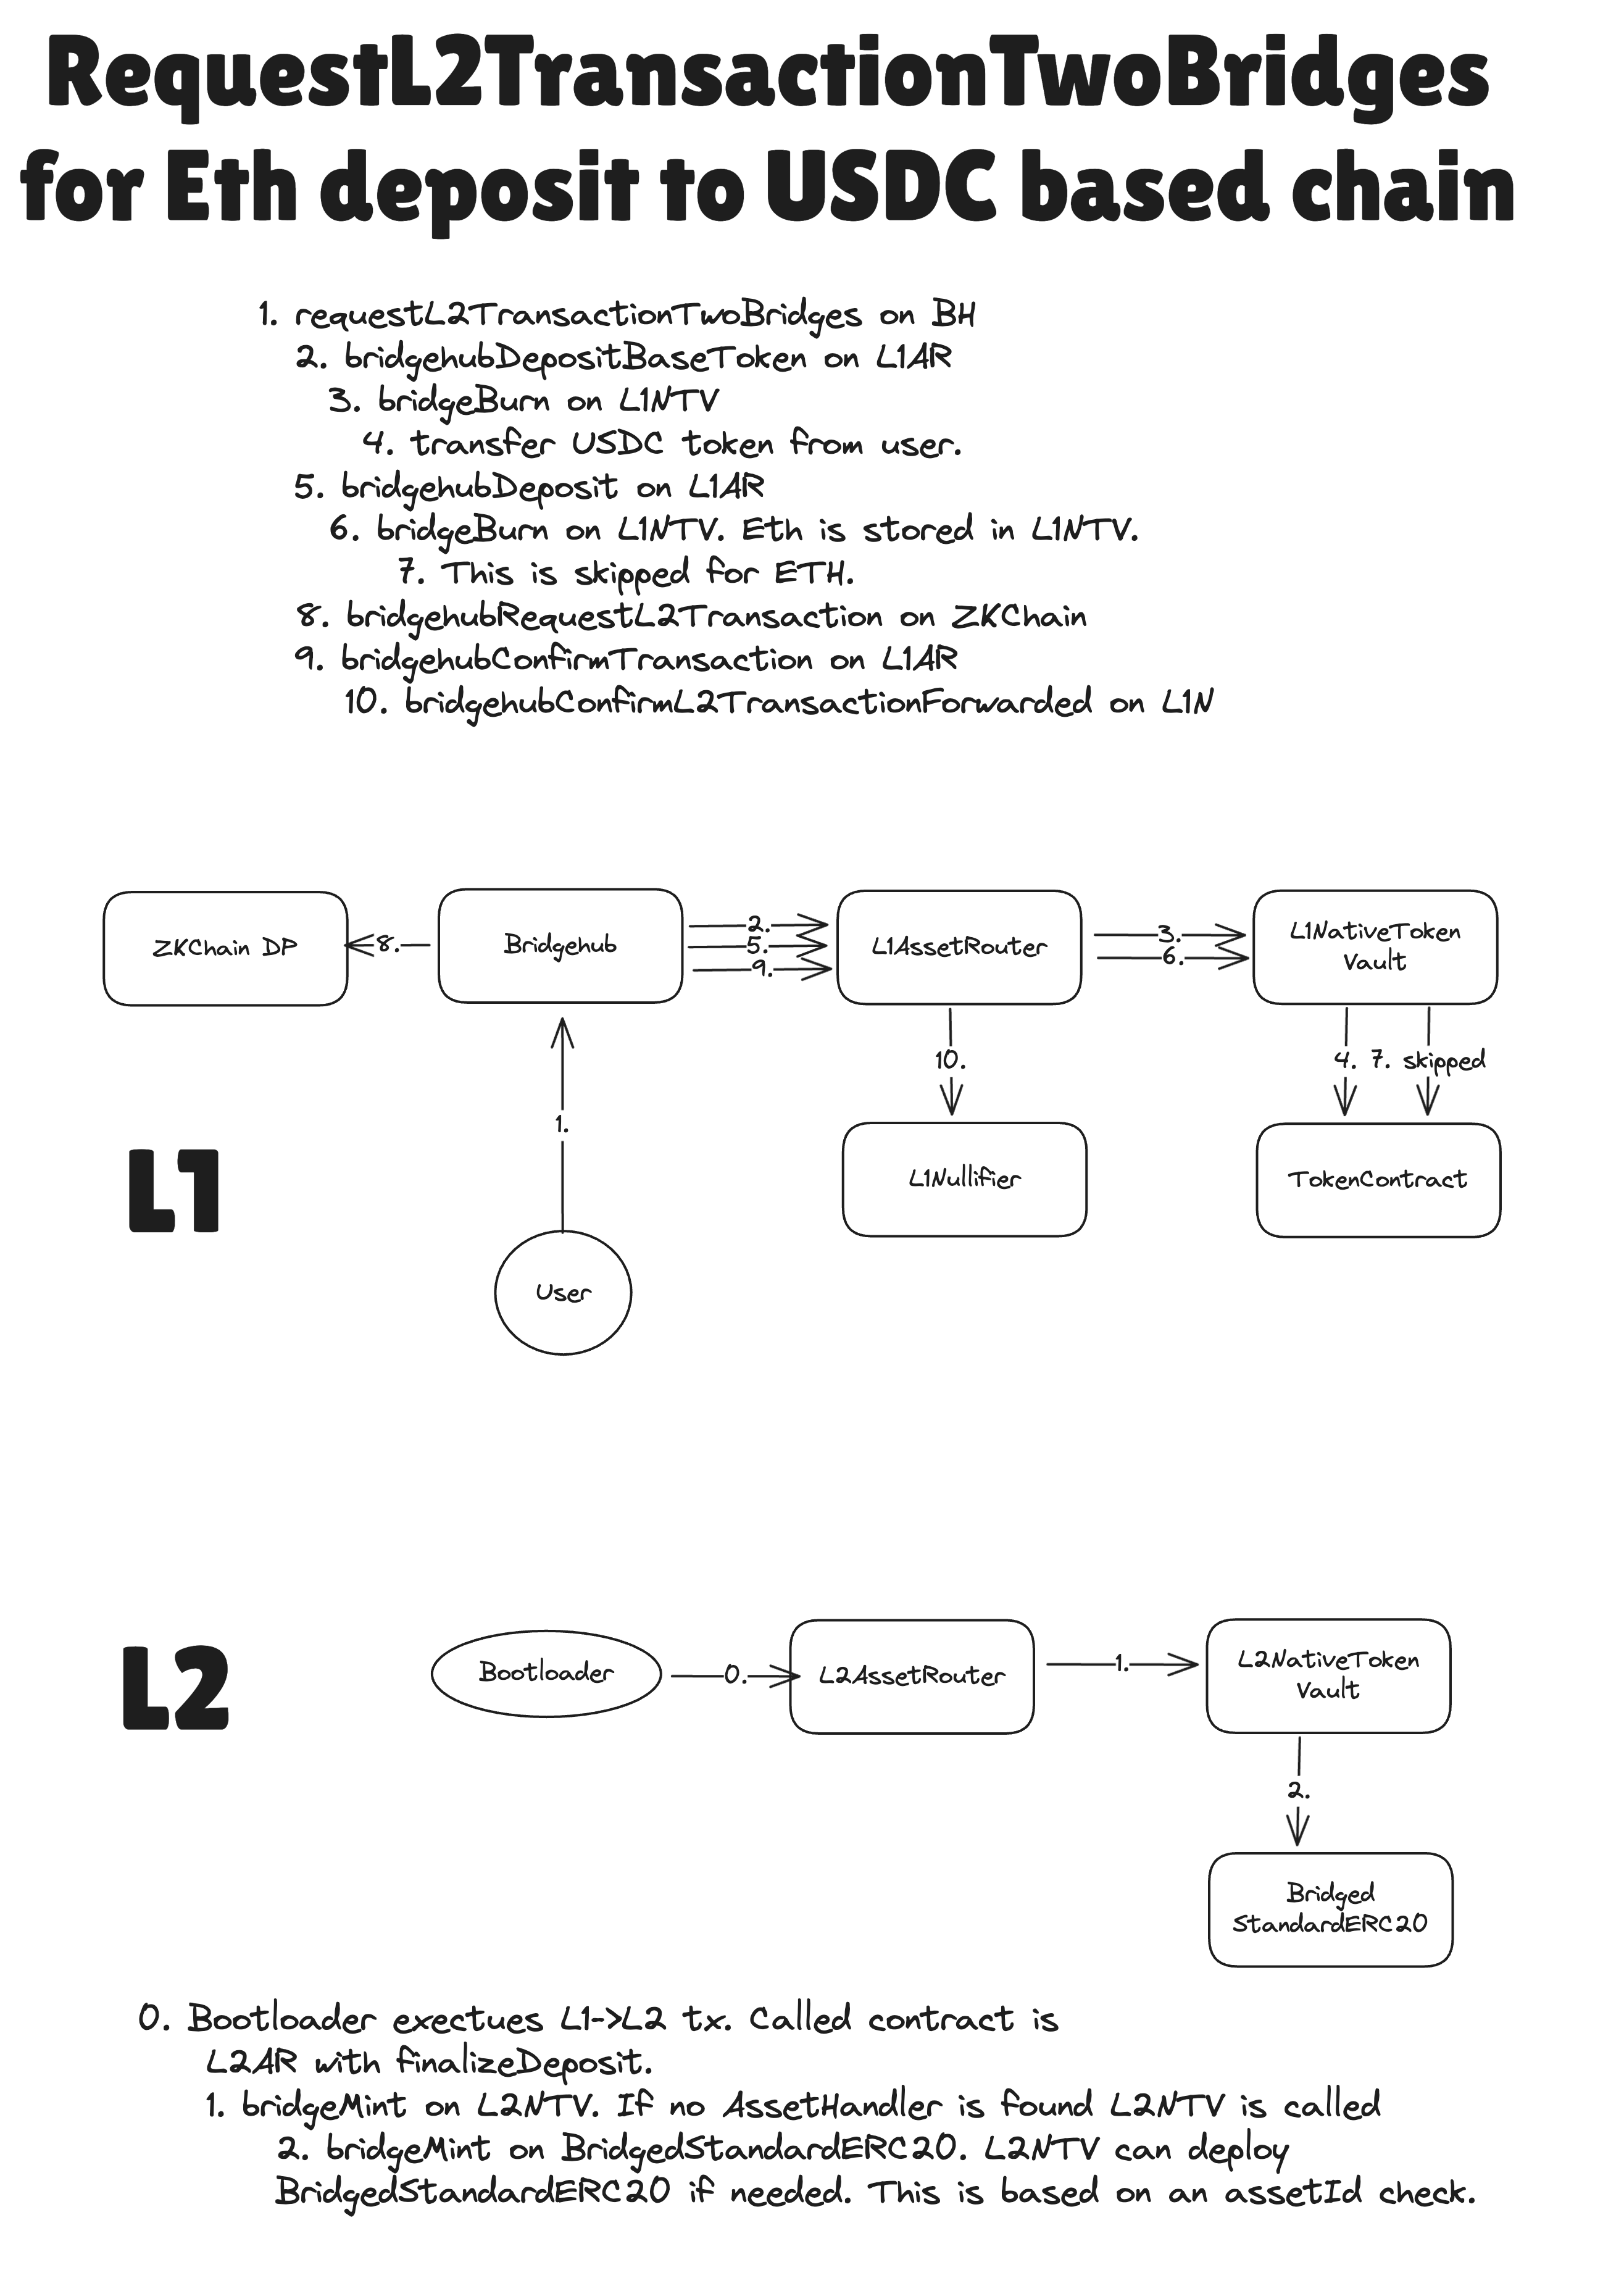 RequestL2TransactionTwoBridges
for Eth deposit to USDC based chain
1. requestL2TransactionTwoBridges on BH
2. bridgehubDepositBaseToken on L1AR
3. bridgeBurn on L1NTV
4. transfer USDC token from user.
5. bridgehubDeposit on L1AR
6. bridgeBurn on L1NTV. Eth is stored in L1NTV.
7. This is skipped for ETH.
8. bridgehubRequestL2Transaction on ZKChain
9. bridgehubConfirmTransaction on L1AR
10. bridgehubConfirmL2TransactionForwarded on L1N
ZKChain DP
8.
Bridgehub
2.
5.
9.
L1AssetRouter
3.
6.
L1NativeToken
Vault
10.
4.
7. skipped
1.
L1
L1Nullifier
TokenContract
User
L2
Bootloader
0.
L2AssetRouter
1.
L2NativeToken
Vault
2.
Bridged
StandardERC20
0. Bootloader exectues L1->L2 tx. Called contract is
L2AR with finalizeDeposit.
1. bridgeMint on L2NTV. If no AssetHandler is found L2NTV is called
2. bridgeMint on BridgedStandardERC20. L2NTV can deploy
BridgedStandardERC20 if needed. This is based on an assetId check.